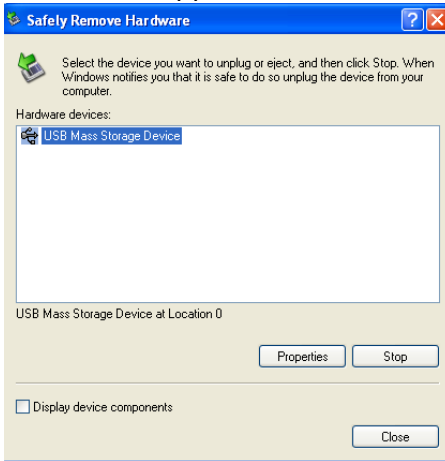 Safely Remove Hardware
Select the device you want to unplug or eject, and then click Stop. When
Windows notifies you that it is safe to do so unplug the device from your
computer.
Hardware devices:
USB Mass Storage Device
USB Mass Storage Device at Location 0
Properties
Stop
Display device components
Close